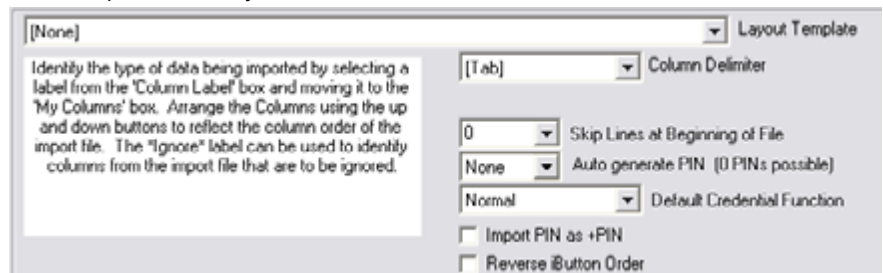 [None] Layout Template
Identify the type of data being imported by selecting a
label from the 'Column Label' box and moving it to the
'My Columns' box. Arrange the Columns using the up
and down buttons to reflect the column order of the
import file. The *Ignore* label can be used to identify
columns from the import file that are to be ignored.
[Tab] Column Delimiter
0 Skip Lines at Beginning of File
None Auto generate PIN (0 PINs possible)
Normal Default Credential Function
Import PIN as +PIN
Reverse iButton Order